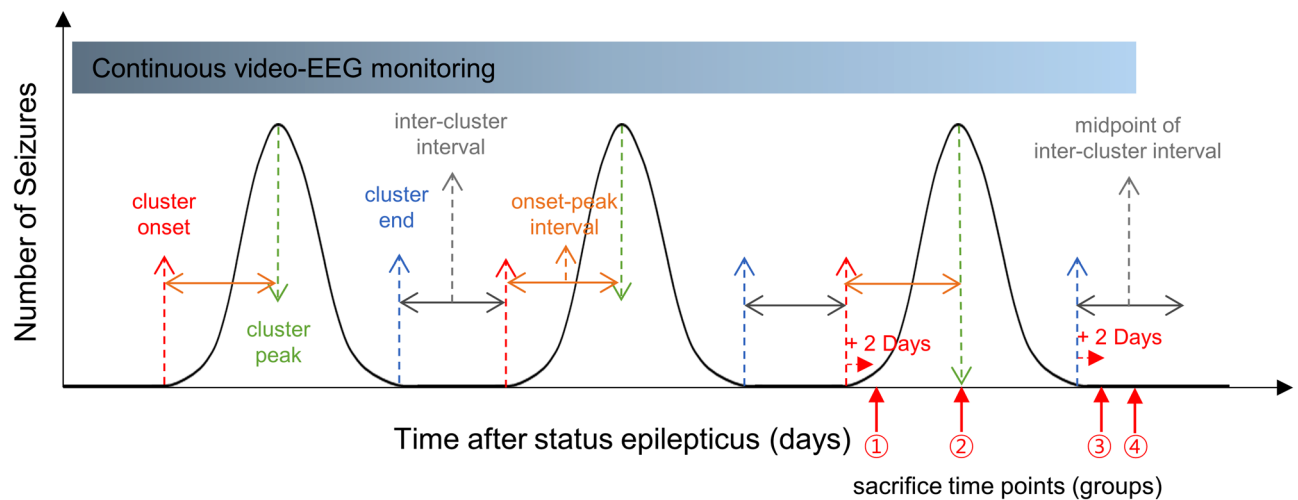 Continuous video-EEG monitoring
Number of Seizures
inter-cluster
interval
midpoint of
inter-cluster interval
cluster
onset
cluster
end
onset-peak
interval
cluster
peak
+ 2 Days
+ 2 Days
Time after status epilepticus (days)
① ② ③ ④
sacrifice time points (groups)